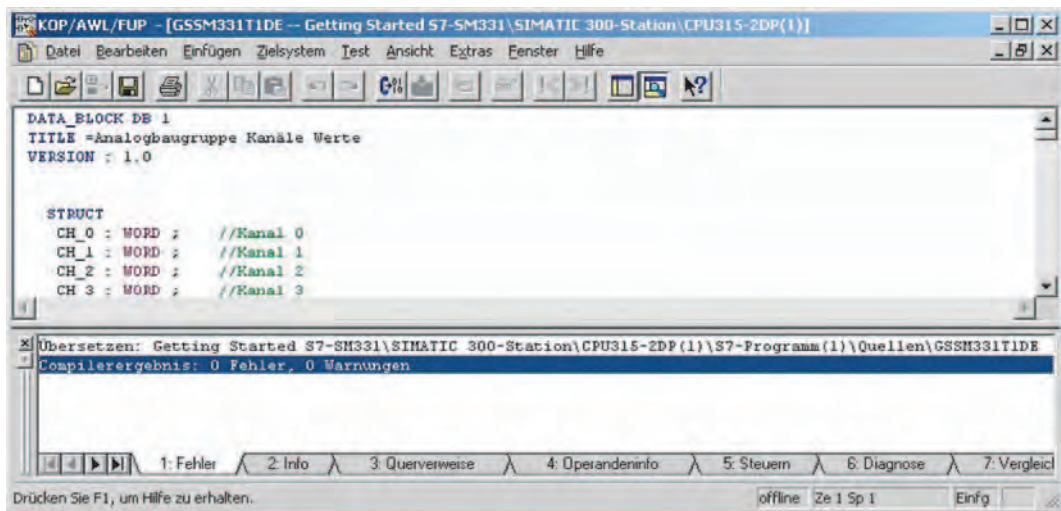 KOP/AWL/FUP - [GSSM331T1DE -- Getting Started S7-SM331\SIMATIC 300-Station\CPU315-2DP(1)]
Datei Bearbeiten Einfügen Zielsystem Test Ansicht Extras Fenster Hilfe
DATA_BLOCK DB 1
TITLE =Analogbaugruppe Kanäle Werte
VERSION : 1.0
STRUCT
CH_0 : WORD ; //Kanal 0
CH_1 : WORD ; //Kanal 1
CH_2 : WORD ; //Kanal 2
CH_3 : WORD ; //Kanal 3
Übersetzen: Getting Started S7-SM331\SIMATIC 300-Station\CPU315-2DP(1)\S7-Programm(1)\Quellen\GSSM331T1DE
Compilerergebnis: 0 Fehler, 0 Warnungen
1: Fehler 2: Info 3: Querverweise 4: Operandeninfo 5: Steuern 6: Diagnose 7: Vergleicl
Drücken Sie F1, um Hilfe zu erhalten. offline Ze 1 Sp 1 Einfg